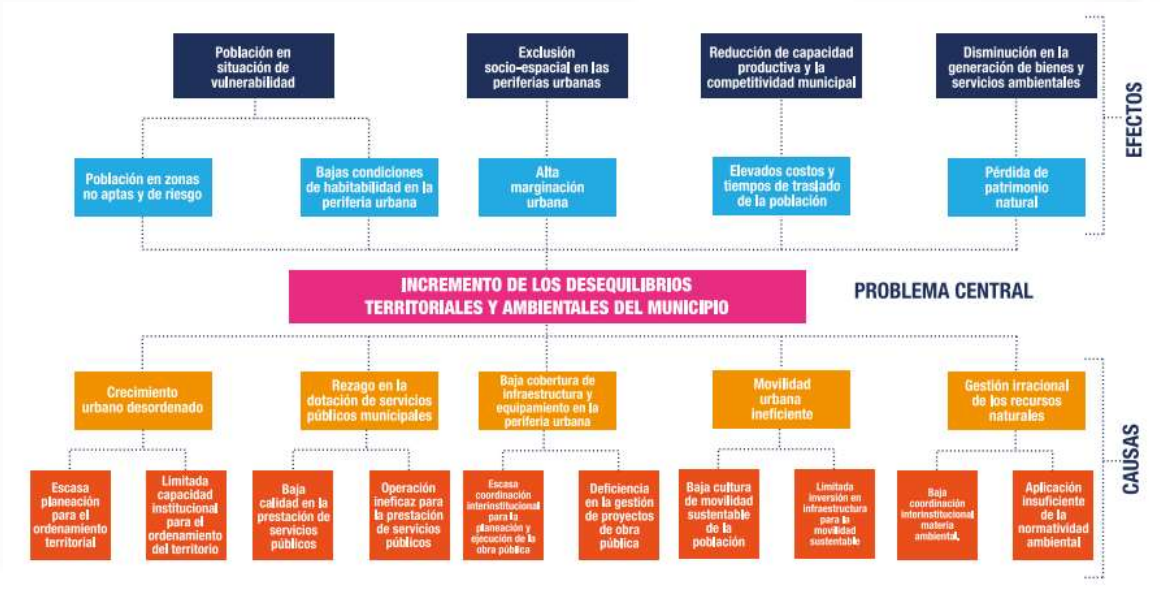 Población en
situación de
vulnerabilidad
Exclusión
socio-espacial en las
periferias urbanas
Reducción de capacidad
productiva y la
competitividad municipal
Disminución en la
generación de bienes y
servicios ambientales
EFECTOS
Población en zonas
no aptas y de riesgo
Bajas condiciones
de habitabilidad en la
periferia urbana
Alta
marginación
urbana
Elevados costos y
tiempos de traslado
de la población
Pérdida de
patrimonio
natural
INCREMENTO DE LOS DESEQUILIBRIOS
TERRITORIALES Y AMBIENTALES DEL MUNICIPIO
PROBLEMA CENTRAL
Crecimiento
urbano desordenado
Rezago en la
dotación de servicios
públicos municipales
Baja cobertura de
infraestructura y
equipamiento en la
periferia urbana
Movilidad
urbana
ineficiente
Gestión irracional
de los recursos
naturales
CAUSAS
Escasa
planeación
para el
ordenamiento
territorial
Limitada
capacidad
institucional
para el
ordenamiento
del territorio
Baja
calidad en la
prestación de
servicios
públicos
Operación
ineficaz para
la prestación
de servicios
públicos
Escasa
coordinación
interinstitucional
para la
planeación y
ejecución de la
obra pública
Deficiencia
en la gestión
de proyectos
de obra
pública
Baja cultura
de movilidad
sustentable
de la
población
Limitada
inversión en
infraestructura
para la
movilidad
sustentable
Baja
coordinación
interinstitucional
materia
ambiental,
Aplicación
insuficiente
de la
normatividad
ambiental